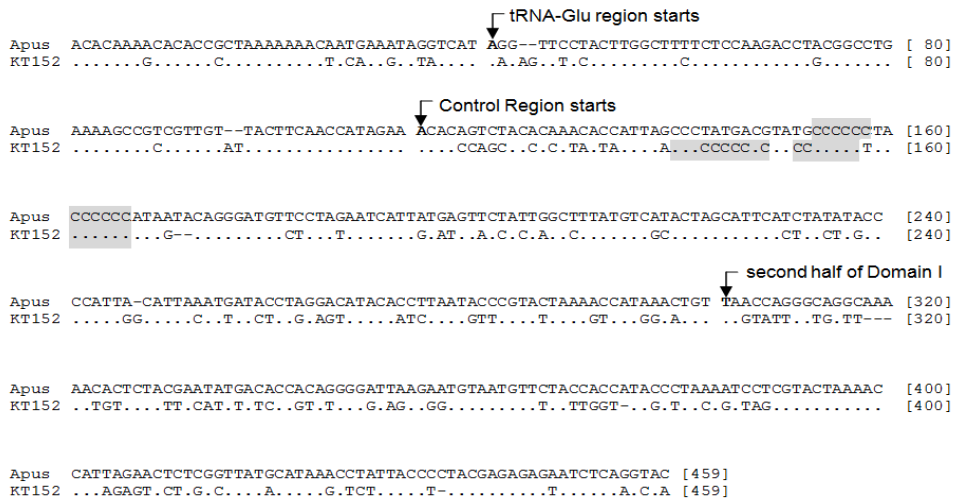 tRNA-Glu region starts
Apus ACACAAAACACACCGCTAAAAAAACAATGAAATAGGTCAT AGG--TTCCTACTTGGCTTTTCTCCAAGACCTACGGCCTG [ 80]
KT152 .......G......C..........T.CA..G..TA.... .A.AG..T.C.........C............G....... [ 80]
Control Region starts
Apus AAAAGCCGTCGTTGT--TACTTCAACCATAGAA ACACAGTCTACACAAACACCATTAGCCCTATGACGTATGCCCCCCCTA [160]
KT152 ........C......AT................ ....CCAGC..C.C.TA.TA....A...CCCCC.C..CC.....T.. [160]
Apus CCCCCCATAATACAGGGATGTTCCTAGAATCATTATGAGTTCTATTGGCTTTATGTCATACTAGCATTCATCTATATACC [240]
KT152 .........G--.........CT...T.......G.AT..A.C.C.A..C.......GC...........CT..CT.G.. [240]
second half of Domain I
Apus CCATTA-CATTAAATGATACCTAGGACATACACCTTAATACCCGTACTAAAACCATAAACTGT TAACCAGGGCAGGCAAA [320]
KT152 .....GG.....C..T..CT..G.AGT.....ATC....GTT...T....GT...GG.A.... ..GTATT..TG.TT--- [320]
Apus AACACTCTACGAATATGACACCACAGGGGATTAAGAATGTAATGTTCTACCACCATACCCTAAAATCCTCGTACTAAAAC [400]
KT152 ..TGT....TT.CAT.T.TC..GT.T...G.AG..GG.........T..TTGGT-..G.T..C.G.TAG........... [400]
Apus CATTAGAACTCTCGGTTATGCATAAACCTATTACCCCTACGAGAGAGAATCTCAGGTAC [459]
KT152 ...AGAGT.CT.G.C....A.....G.TCT.....T-..........T......A.C.A [459]